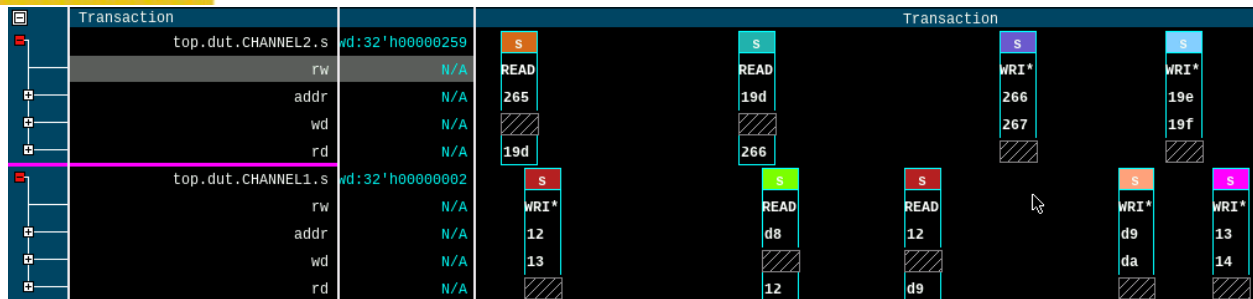 Transaction Transaction
top.dut.CHANNEL2.s wd:32'h00000259 s s s s
rw N/A READ READ WRI* WRI*
addr N/A 265 19d 266 19e
wd N/A 267 19f
rd N/A 19d 266
top.dut.CHANNEL1.s wd:32'h00000002 s s s s s
rw N/A WRI* READ READ WRI* WRI*
addr N/A 12 d8 12 d9 13
wd N/A 13 da 14
rd N/A 12 d9